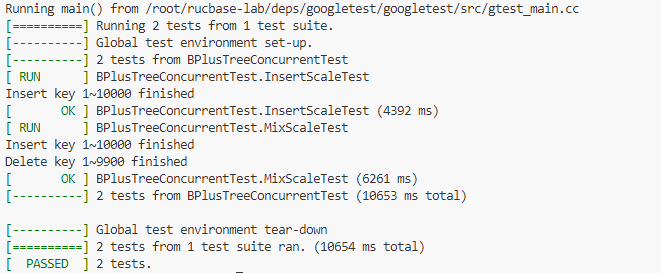 Running main() from /root/rucbase-lab/deps/googletest/googletest/src/gtest_main.cc
[==========] Running 2 tests from 1 test suite.
[----------] Global test environment set-up.
[----------] 2 tests from BPlusTreeConcurrentTest
[ RUN      ] BPlusTreeConcurrentTest.InsertScaleTest
Insert key 1~10000 finished
[       OK ] BPlusTreeConcurrentTest.InsertScaleTest (4392 ms)
[ RUN      ] BPlusTreeConcurrentTest.MixScaleTest
Insert key 1~10000 finished
Delete key 1~9900 finished
[       OK ] BPlusTreeConcurrentTest.MixScaleTest (6261 ms)
[----------] 2 tests from BPlusTreeConcurrentTest (10653 ms total)

[----------] Global test environment tear-down
[==========] 2 tests from 1 test suite ran. (10654 ms total)
[  PASSED  ] 2 tests.